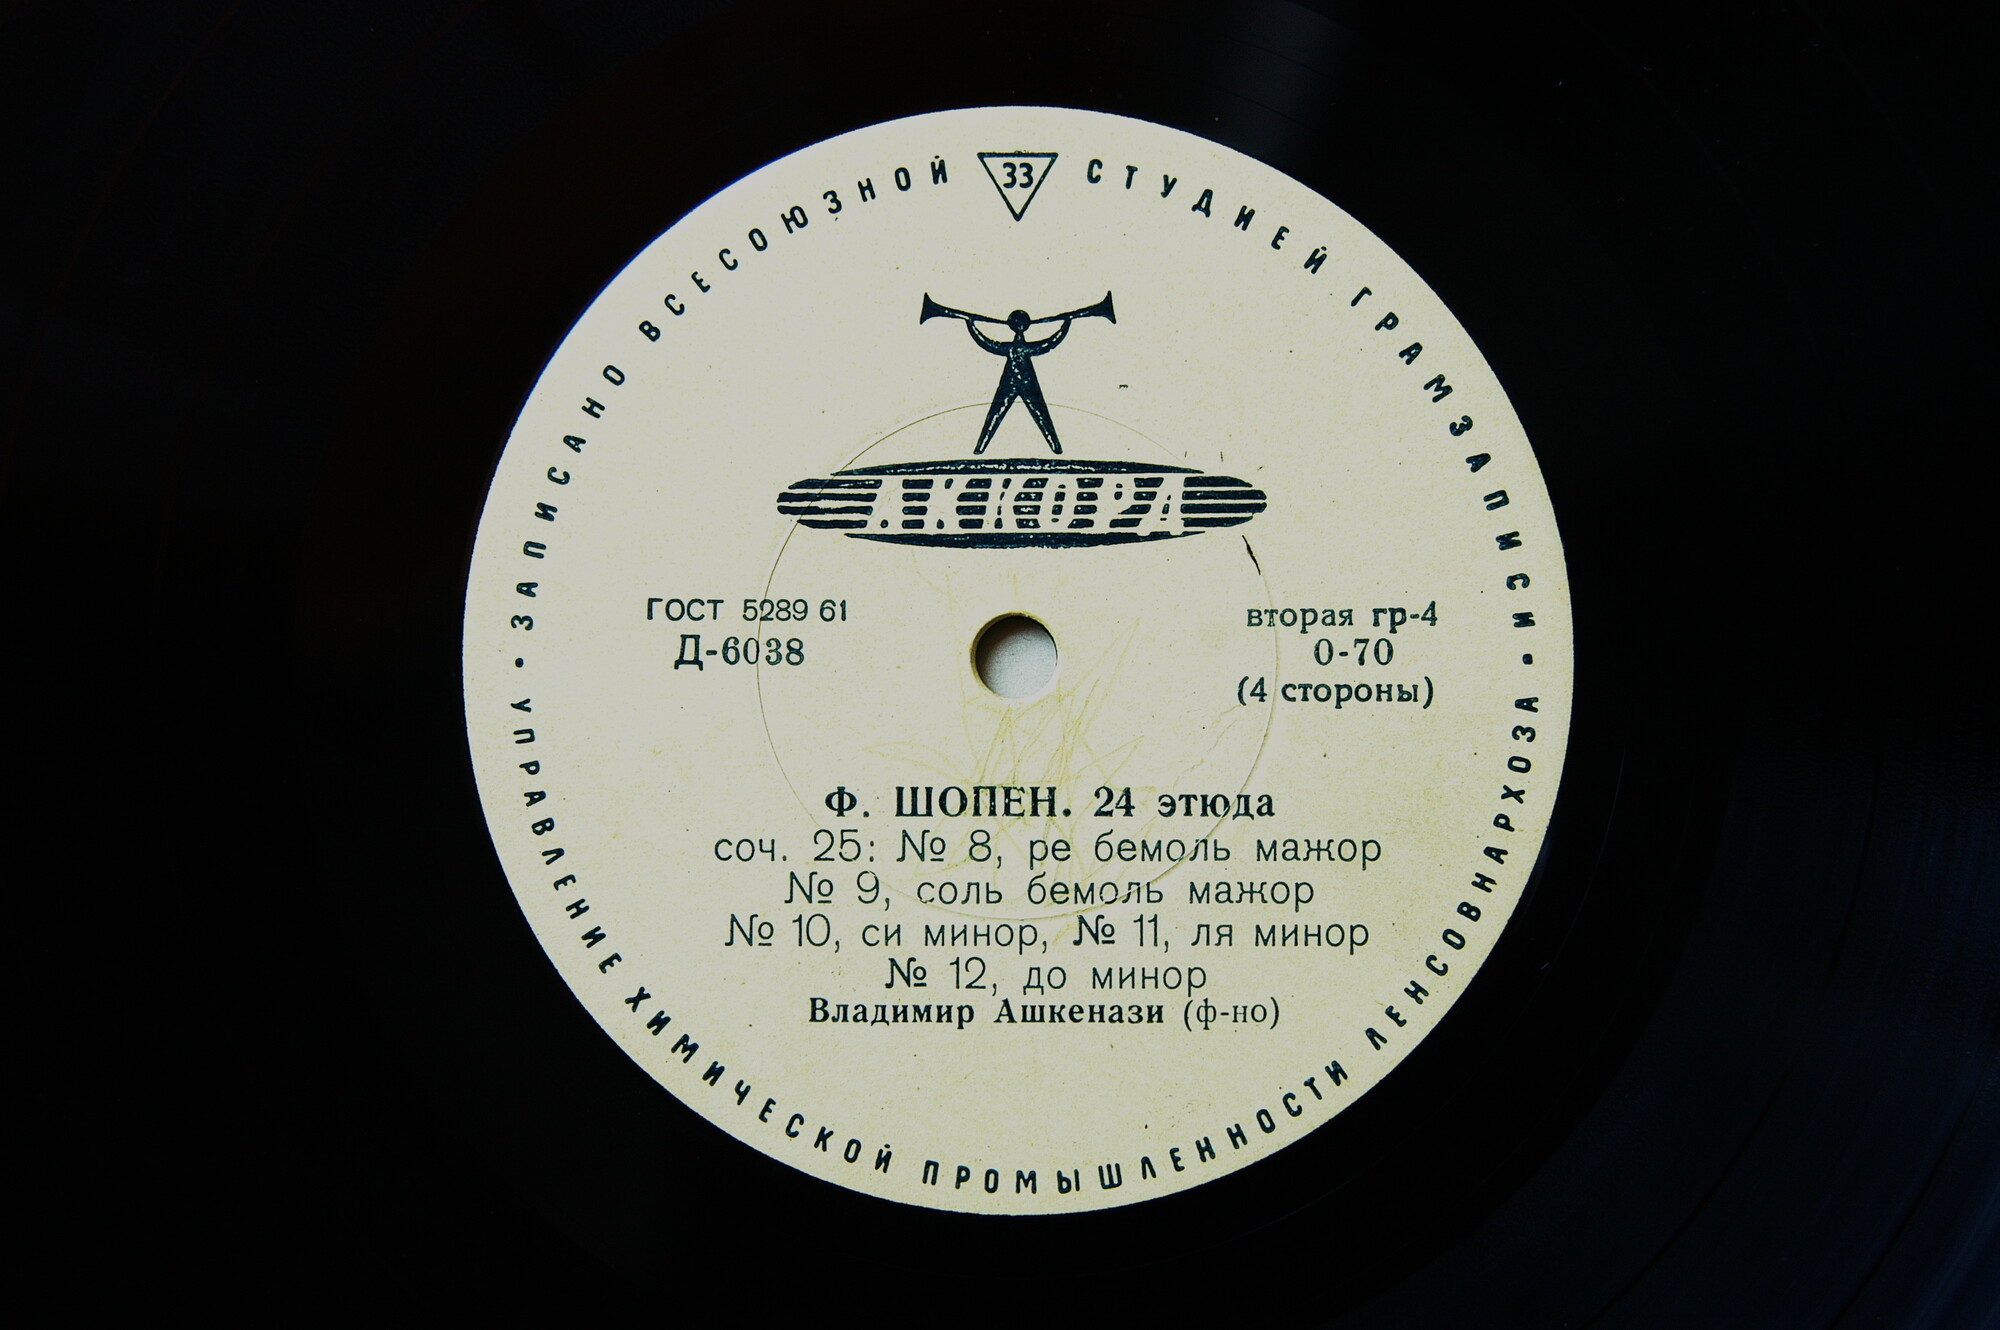 ЗАПИСАНО ВСЕСОЮЗНОЙ 33 СТУДИЕЙ ГРАМЗАПИСИ
АККОРД
ГОСТ 5289 61
Д-6038
вторая гр-4
0-70
(4 стороны)
Ф. ШОПЕН. 24 этюда
соч. 25: № 8, ре бемоль мажор
№ 9, соль бемоль мажор
№ 10, си минор, № 11, ля минор
№ 12, до минор
Владимир Ашкенази (ф-но)
УПРАВЛЕНИЕ ХИМИЧЕСКОЙ ПРОМЫШЛЕННОСТИ ЛЕНСОВНАРХОЗА